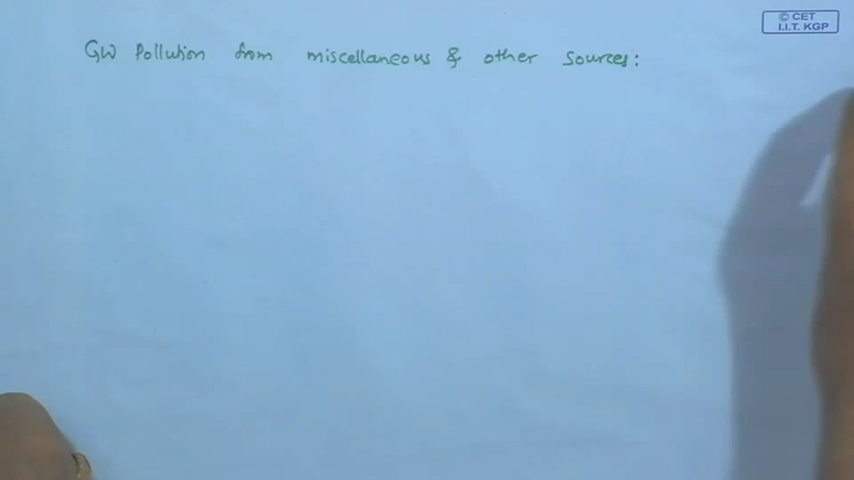 © CET
I.I.T. KGP
GW Pollution from miscellaneous & other sources: